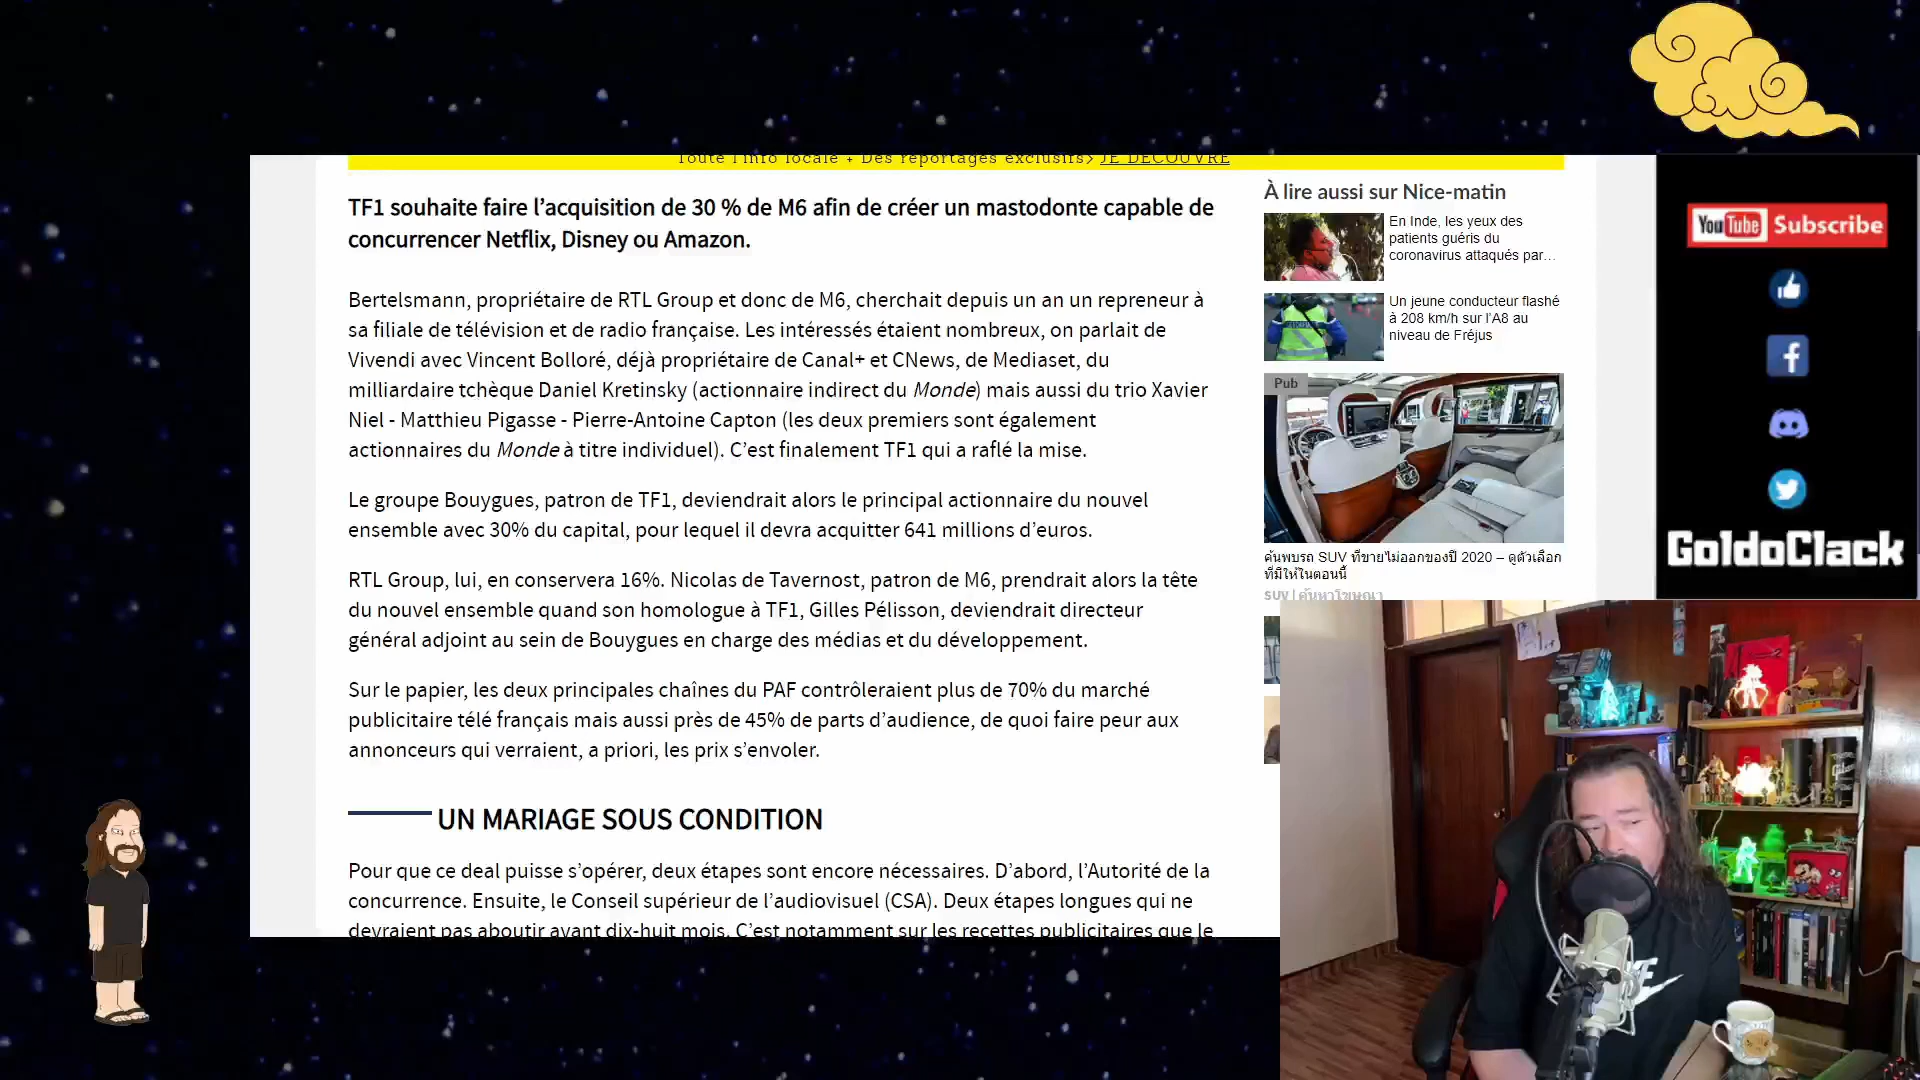 Toute l'info locale + Des reportages exclusifs> JE DÉCOUVRE
TF1 souhaite faire l’acquisition de 30 % de M6 afin de créer un mastodonte capable de
concurrencer Netflix, Disney ou Amazon.
Bertelsmann, propriétaire de RTL Group et donc de M6, cherchait depuis un an un repreneur à
sa filiale de télévision et de radio française. Les intéressés étaient nombreux, on parlait de
Vivendi avec Vincent Bolloré, déjà propriétaire de Canal+ et CNews, de Mediaset, du
milliardaire tchèque Daniel Kretinsky (actionnaire indirect du Monde) mais aussi du trio Xavier
Niel - Matthieu Pigasse - Pierre-Antoine Capton (les deux premiers sont également
actionnaires du Monde à titre individuel). C’est finalement TF1 qui a raflé la mise.
Le groupe Bouygues, patron de TF1, deviendrait alors le principal actionnaire du nouvel
ensemble avec 30% du capital, pour lequel il devra acquitter 641 millions d’euros.
RTL Group, lui, en conservera 16%. Nicolas de Tavernost, patron de M6, prendrait alors la tête
du nouvel ensemble quand son homologue à TF1, Gilles Pélisson, deviendrait directeur
général adjoint au sein de Bouygues en charge des médias et du développement.
Sur le papier, les deux principales chaînes du PAF contrôleraient plus de 70% du marché
publicitaire télé français mais aussi près de 45% de parts d’audience, de quoi faire peur aux
annonceurs qui verraient, a priori, les prix s’envoler.
UN MARIAGE SOUS CONDITION
Pour que ce deal puisse s’opérer, deux étapes sont encore nécessaires. D’abord, l’Autorité de la
concurrence. Ensuite, le Conseil supérieur de l’audiovisuel (CSA). Deux étapes longues qui ne
devraient pas aboutir avant dix-huit mois. C’est notamment sur les recettes publicitaires que le
À lire aussi sur Nice-matin
En Inde, les yeux des
patients guéris du
coronavirus attaqués par…
Un jeune conducteur flashé
à 208 km/h sur l’A8 au
niveau de Fréjus
Pub
ค้นพบรถ SUV ที่ขายไม่ออกของปี 2020 – ดูตัวเลือก
ที่มีให้ในตอนนี้
SUV | ค้นหาโฆษณา
YouTube Subscribe
GoldoClack